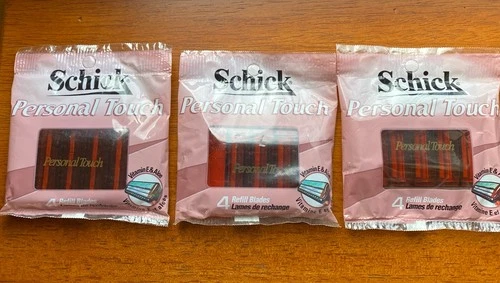 Schick
Personal Touch
Personal Touch
Vitamin E & Aloe
4 Refill Blades
Schick
Personal Touch
Personal Touch
Vitamin E & Aloe
4 Refill Blades
Lames de rechange
Vitamine E
Schick
Personal Touch
Personal Touch
4 Refill Blades
Lames de rechange